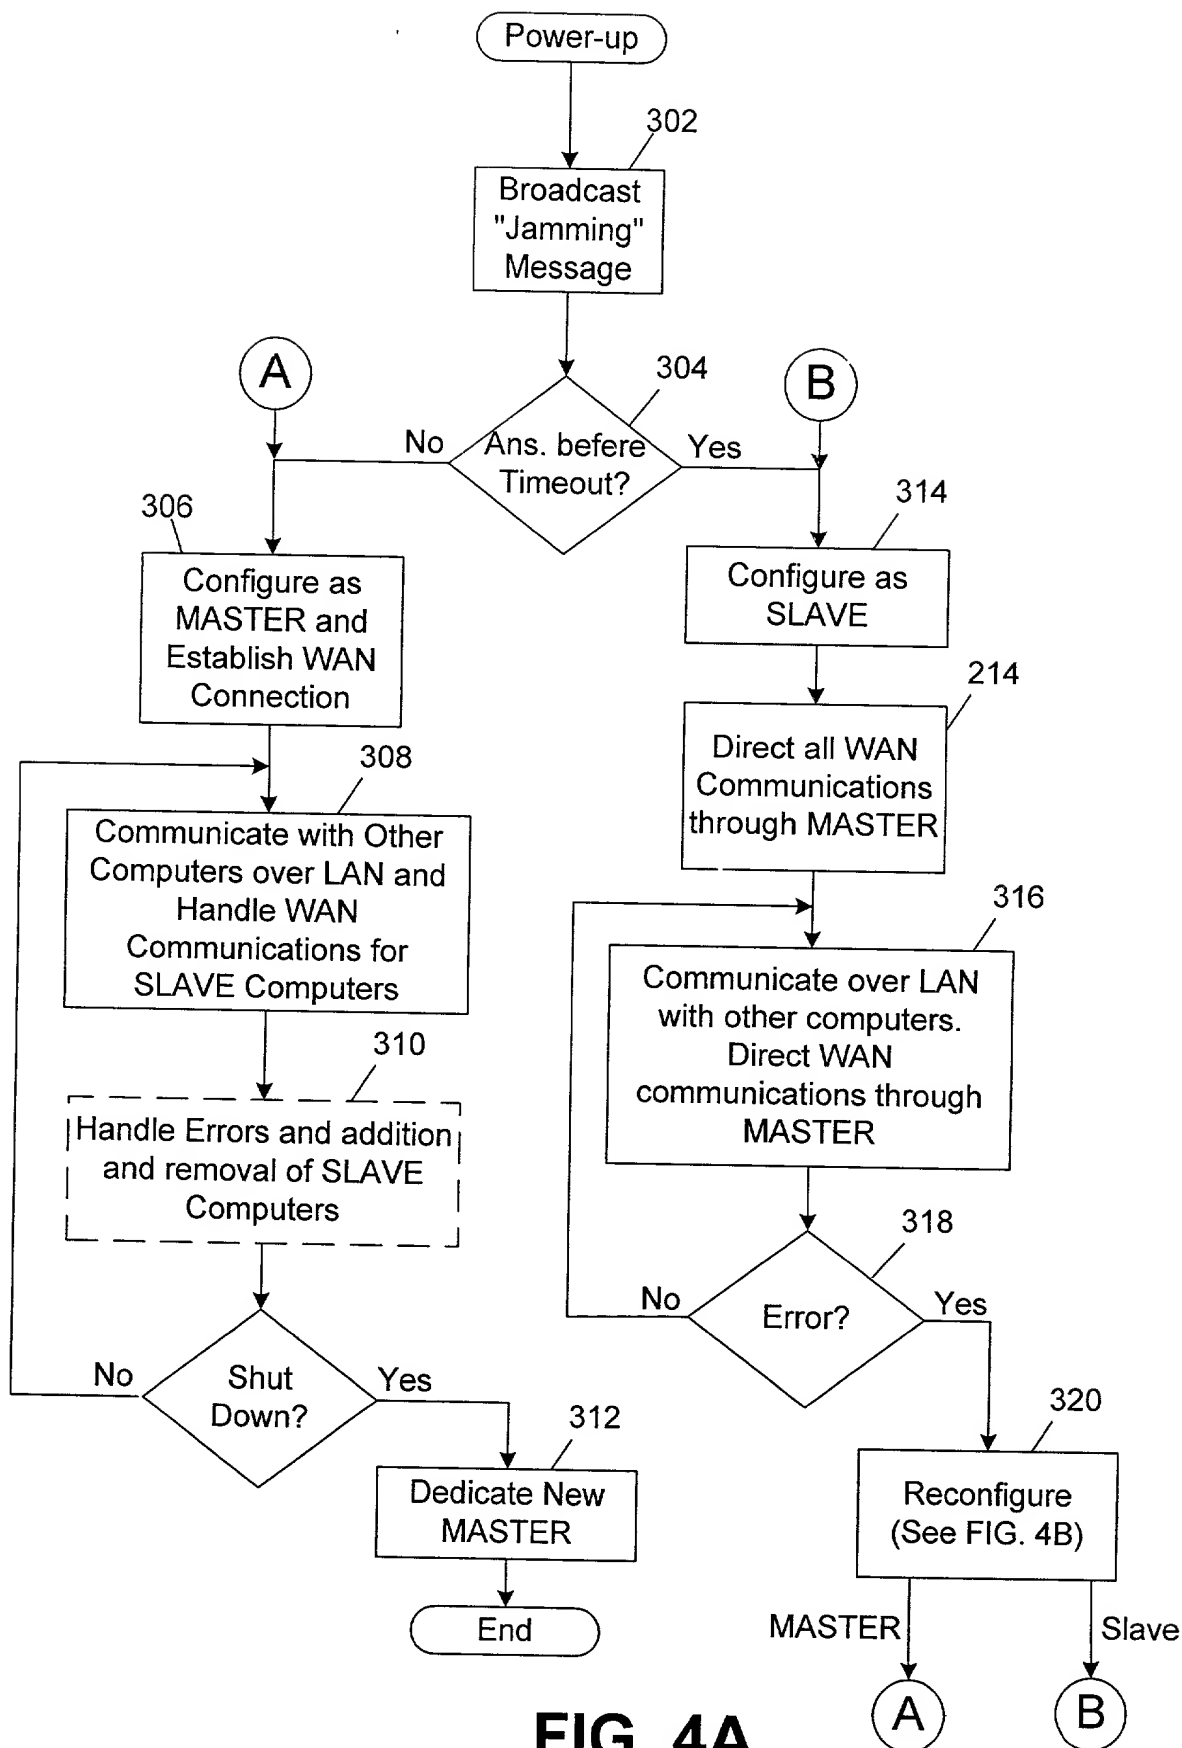 Power-up
302
Broadcast
"Jamming"
Message
A
304
B
No
Ans. befere
Timeout?
Yes
306
314
Configure as
MASTER and
Establish WAN
Connection
Configure as
SLAVE
214
Direct all WAN
Communications
through MASTER
308
Communicate with Other
Computers over LAN and
Handle WAN
Communications for
SLAVE Computers
316
Communicate over LAN
with other computers.
Direct WAN
communications through
MASTER
310
Handle Errors and addition
and removal of SLAVE
Computers
318
No
Error?
Yes
No
Shut
Down?
Yes
312
Dedicate New
MASTER
End
320
Reconfigure
(See FIG. 4B)
MASTER
Slave
A
B
FIG. 4A